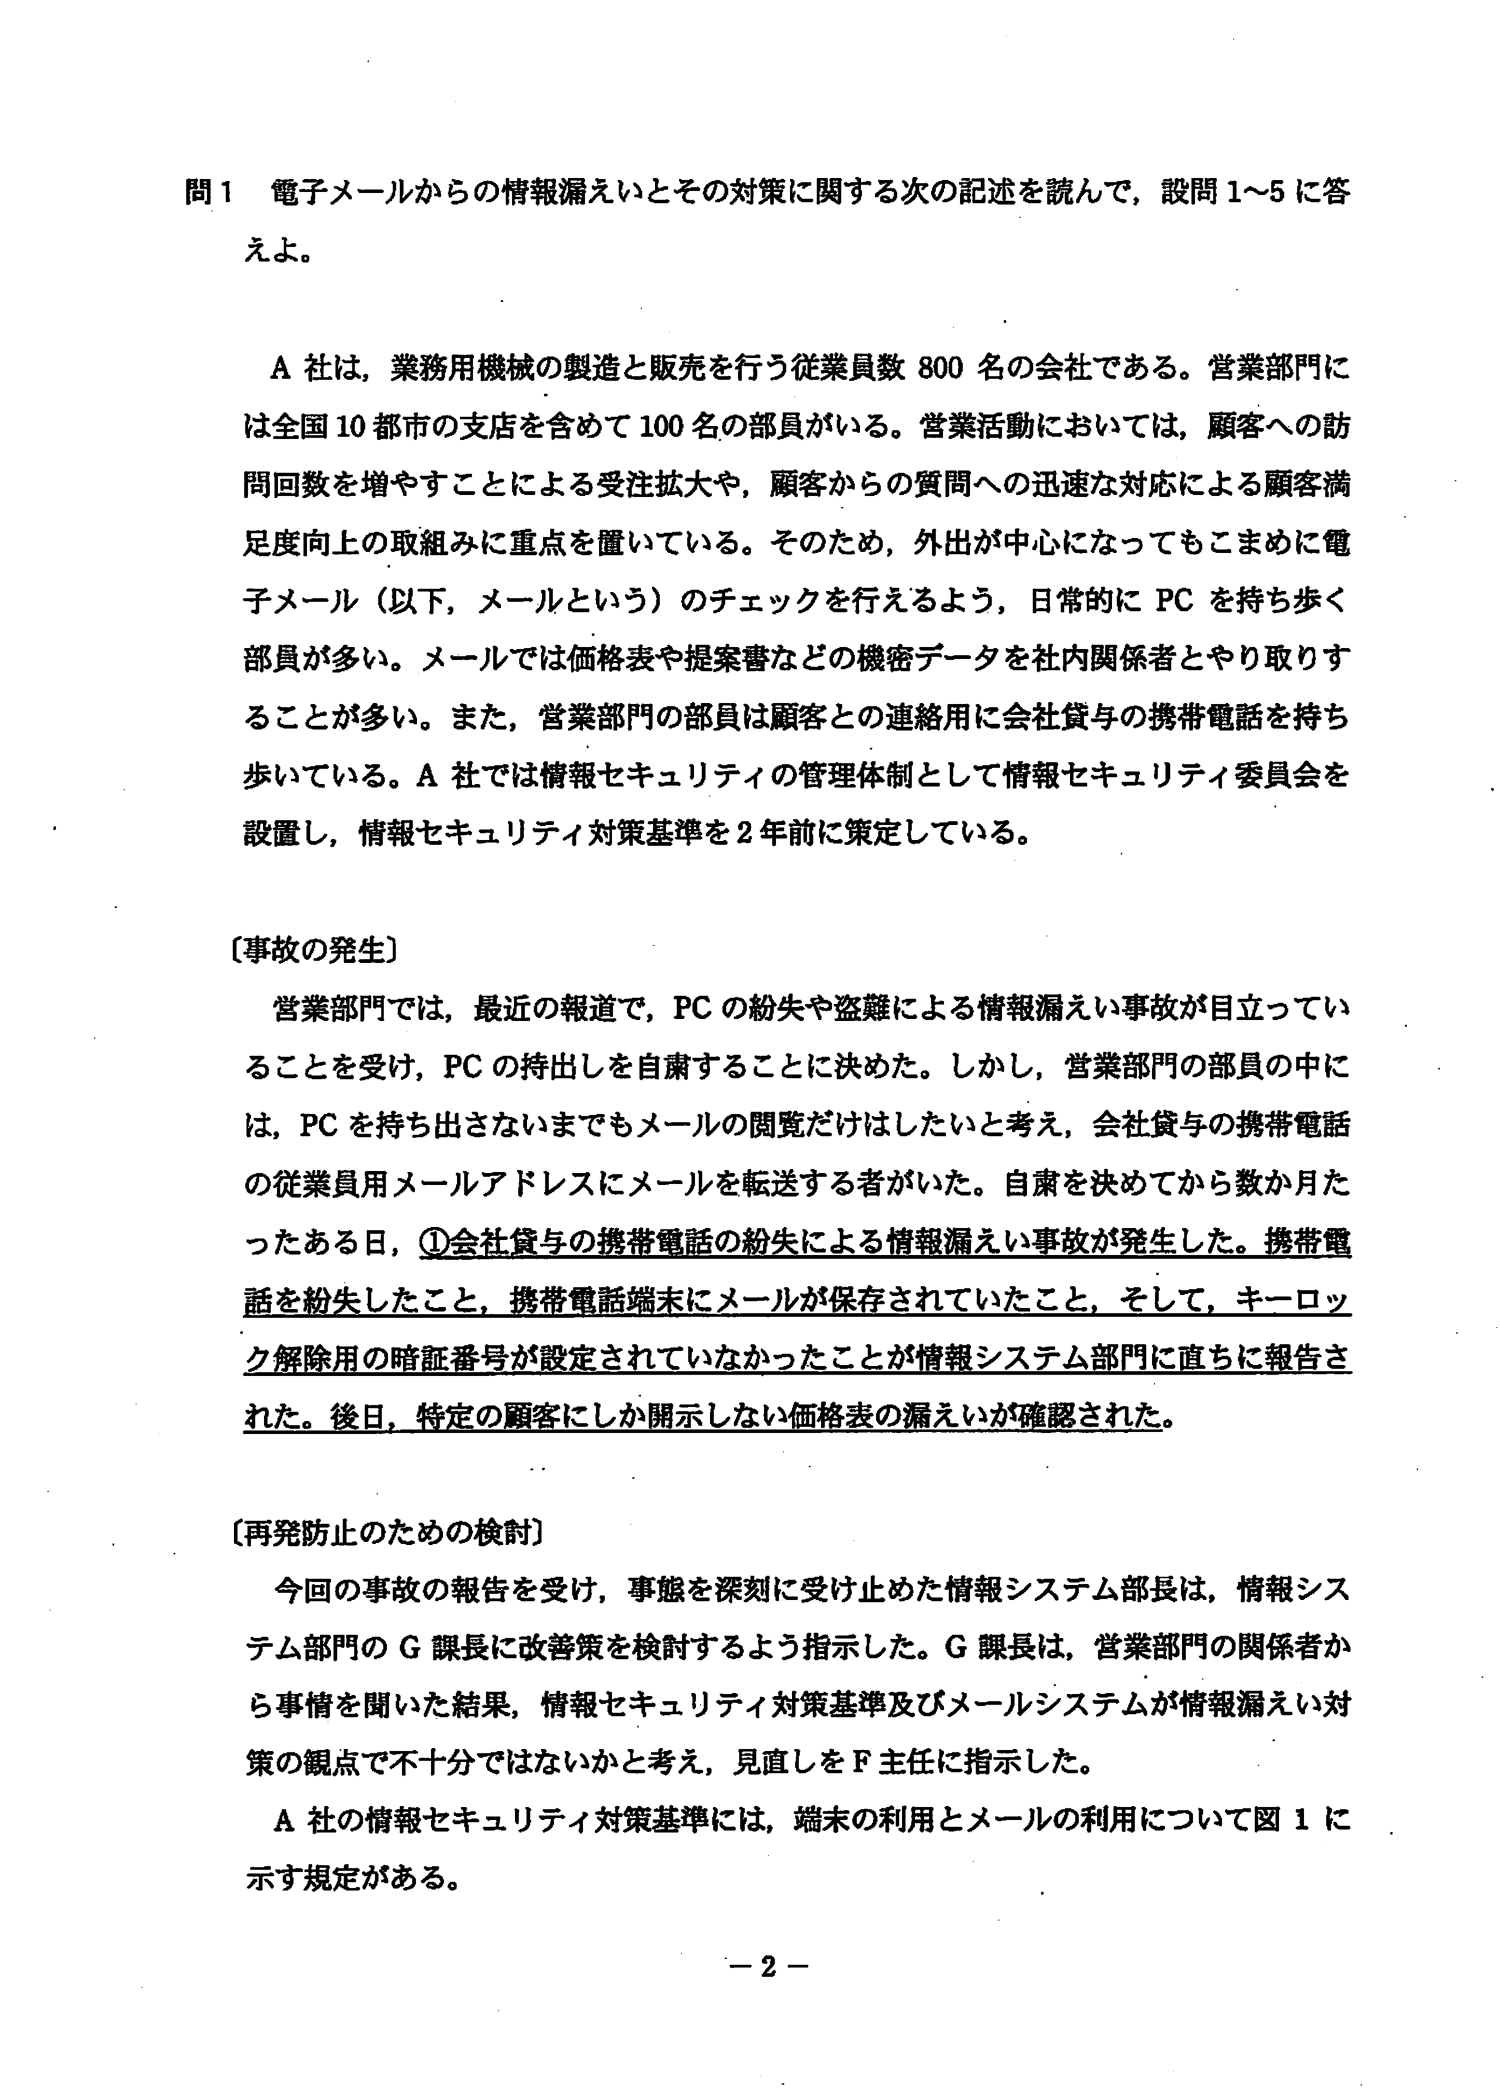 問1　電子メールからの情報漏えいとその対策に関する次の記述を読んで，設問 1～5 に答
えよ。
A 社は，業務用機械の製造と販売を行う従業員数 800 名の会社である。営業部門に
は全国 10 都市の支店を含めて 100 名の部員がいる。営業活動においては，顧客への訪
問回数を増やすことによる受注拡大や，顧客からの質問への迅速な対応による顧客満
足度向上の取組みに重点を置いている。そのため，外出が中心になってもこまめに電
子メール（以下，メールという）のチェックを行えるよう，日常的に PC を持ち歩く
部員が多い。メールでは価格表や提案書などの機密データを社内関係者とやり取りす
ることが多い。また，営業部門の部員は顧客との連絡用に会社貸与の携帯電話を持ち
歩いている。A 社では情報セキュリティの管理体制として情報セキュリティ委員会を
設置し，情報セキュリティ対策基準を 2 年前に策定している。
〔事故の発生〕
営業部門では，最近の報道で，PC の紛失や盗難による情報漏えい事故が目立ってい
ることを受け，PC の持出しを自粛することに決めた。しかし，営業部門の部員の中に
は，PC を持ち出さないまでもメールの閲覧だけはしたいと考え，会社貸与の携帯電話
の従業員用メールアドレスにメールを転送する者がいた。自粛を決めてから数か月た
ったある日，①会社貸与の携帯電話の紛失による情報漏えい事故が発生した。携帯電
話を紛失したこと，携帯電話端末にメールが保存されていたこと，そして，キーロッ
ク解除用の暗証番号が設定されていなかったことが情報システム部門に直ちに報告さ
れた。後日，特定の顧客にしか開示しない価格表の漏えいが確認された。
〔再発防止のための検討〕
今回の事故の報告を受け，事態を深刻に受け止めた情報システム部長は，情報シス
テム部門の G 課長に改善策を検討するよう指示した。G 課長は，営業部門の関係者か
ら事情を聞いた結果，情報セキュリティ対策基準及びメールシステムが情報漏えい対
策の観点で不十分ではないかと考え，見直しを F 主任に指示した。
A 社の情報セキュリティ対策基準には，端末の利用とメールの利用について図 1 に
示す規定がある。
－ 2 －